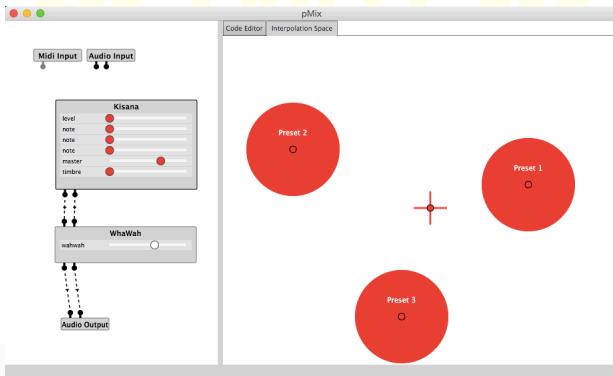 pMix
Code Editor
Interpolation Space
Midi Input
Audio Input
Kisana
level
note
note
note
master
timbre
WhaWah
wahwah
Audio Output
Preset 2
Preset 1
Preset 3